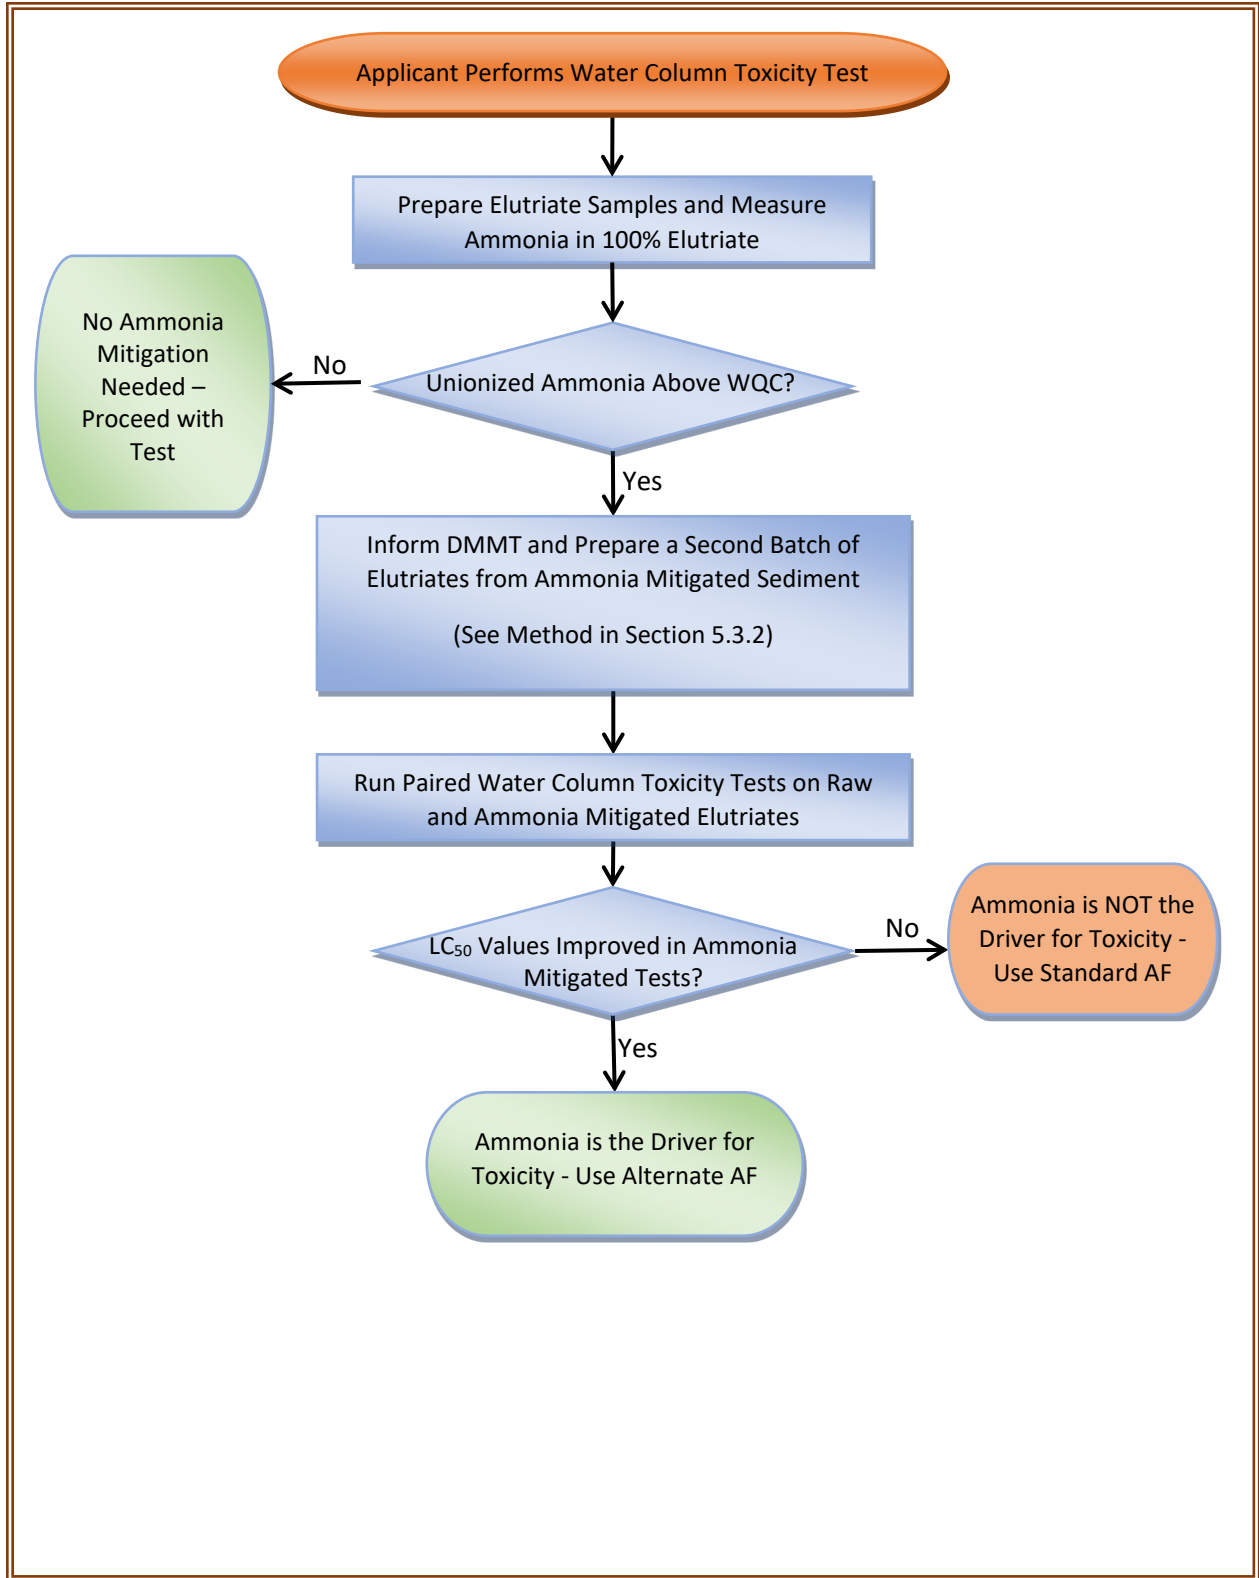 Applicant Performs Water Column Toxicity Test
Prepare Elutriate Samples and Measure
Ammonia in 100% Elutriate
No Ammonia
Mitigation
Needed –
Proceed with
Test
No
Unionized Ammonia Above WQC?
Yes
Inform DMMT and Prepare a Second Batch of
Elutriates from Ammonia Mitigated Sediment
(See Method in Section 5.3.2)
Run Paired Water Column Toxicity Tests on Raw
and Ammonia Mitigated Elutriates
LC₅₀ Values Improved in Ammonia
Mitigated Tests?
No
Ammonia is NOT the
Driver for Toxicity -
Use Standard AF
Yes
Ammonia is the Driver for
Toxicity - Use Alternate AF